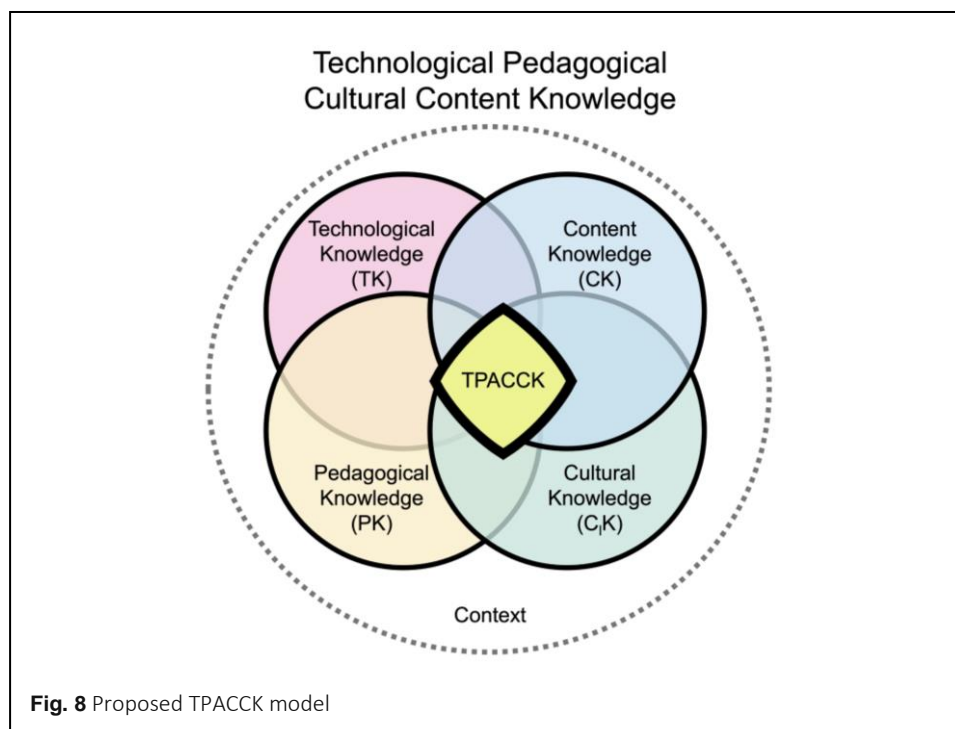 Technological Pedagogical
Cultural Content Knowledge
Technological
Knowledge
(TK)
Content
Knowledge
(CK)
TPACCK
Pedagogical
Knowledge
(PK)
Cultural
Knowledge
(CₗK)
Context
Fig. 8 Proposed TPACCK model